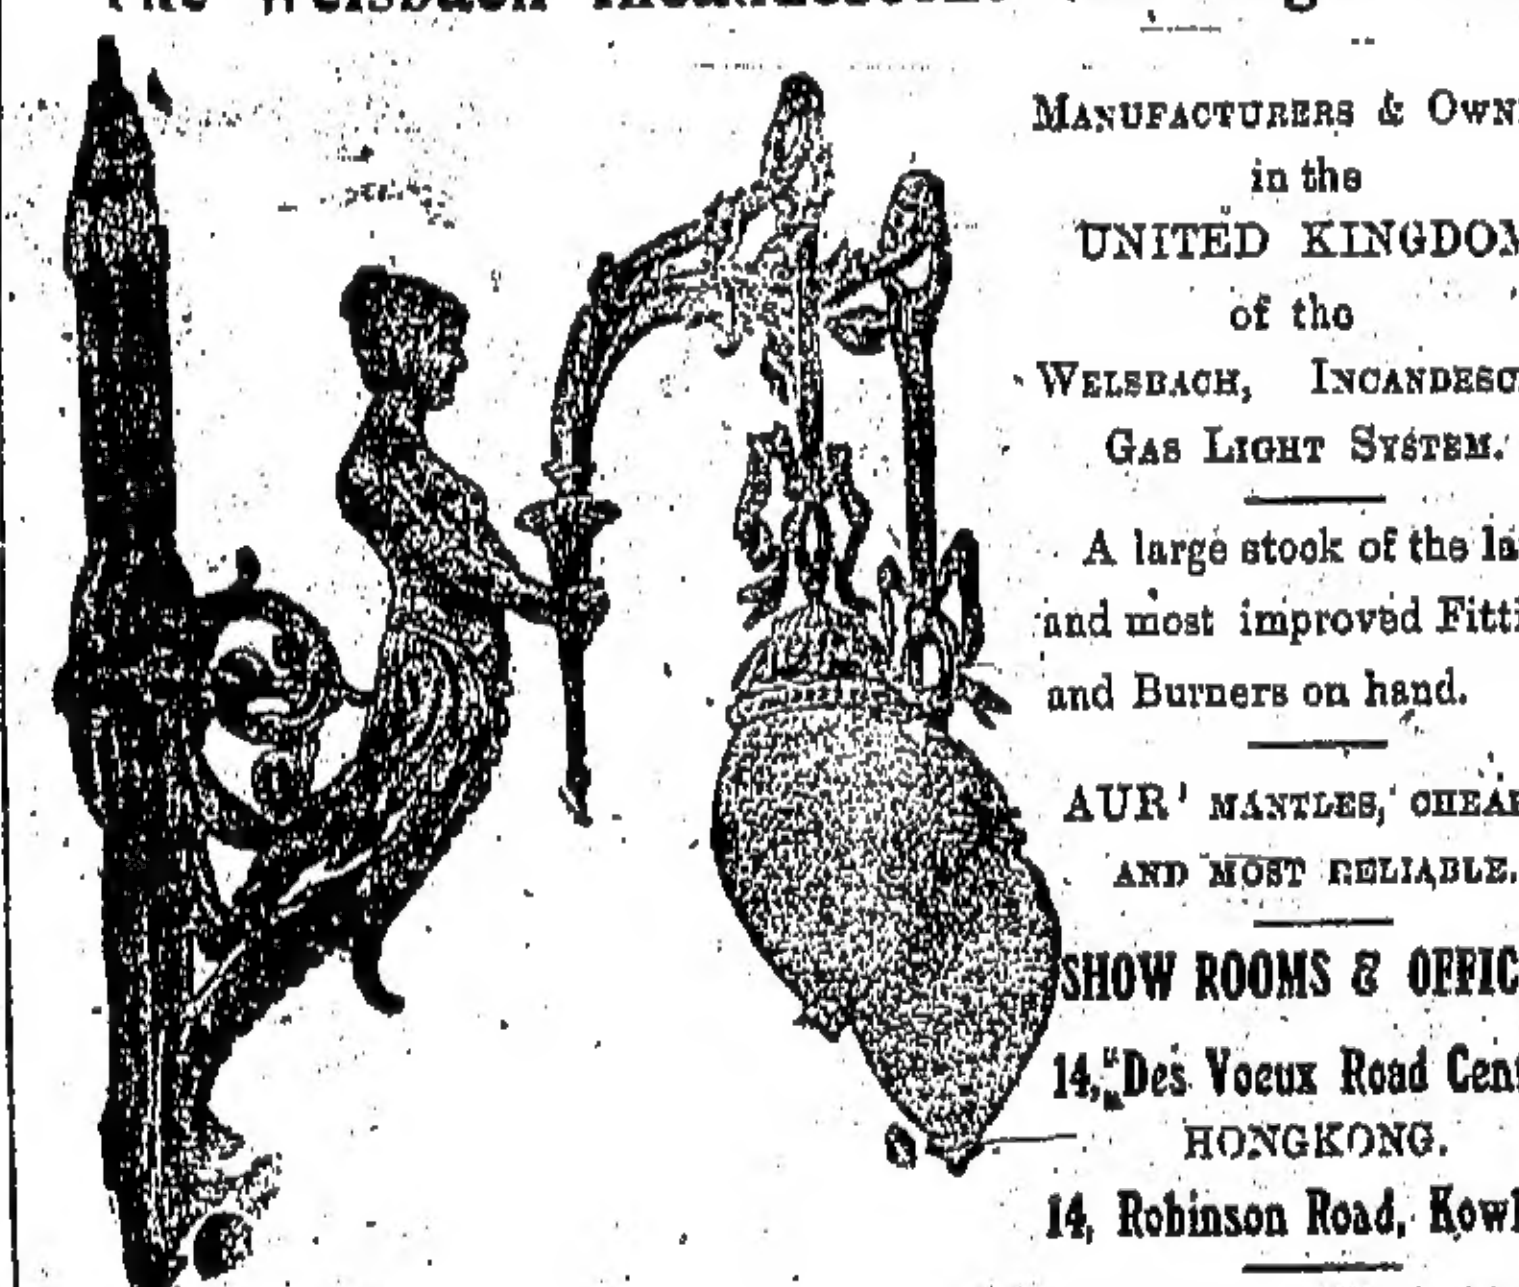 The Welsbach
MANUFACTURERS & OWN
in the
UNITED KINGDOM
of the
WELSBACH, INCANDESC
GAS LIGHT SYSTEM.
A large stock of the la
and most improved Fitti
and Burners on hand.
AUR' MANTLES, CHEAP
AND MOST RELIABLE.
SHOW ROOMS & OFFIC
14, Des Voeux Road Cent
HONGKONG.
14, Robinson Road, Kowl